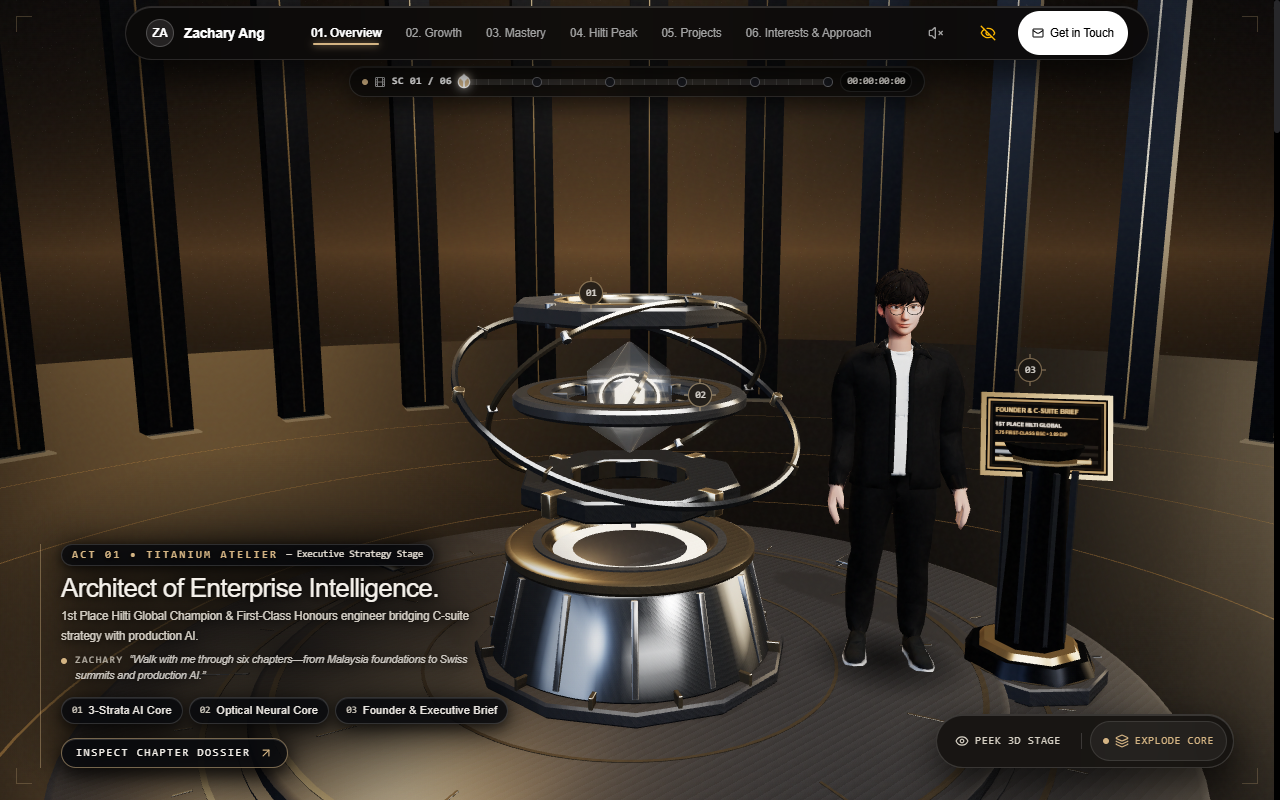 ZA
Zachary Ang
01. Overview
02. Growth
03. Mastery
04. Hilti Peak
05. Projects
06. Interests & Approach
Get in Touch
SC 01 / 06
00:00:00:00
01
02
03
FOUNDER & C-SUITE BRIEF
1ST PLACE HILTI GLOBAL
ACT 01 • TITANIUM ATELIER — Executive Strategy Stage
Architect of Enterprise Intelligence.
1st Place Hilti Global Champion & First-Class Honours engineer bridging C-suite
strategy with production AI.
ZACHARY "Walk with me through six chapters—from Malaysia foundations to Swiss
summits and production AI."
01 3-Strata AI Core
02 Optical Neural Core
03 Founder & Executive Brief
INSPECT CHAPTER DOSSIER
PEEK 3D STAGE
EXPLODE CORE